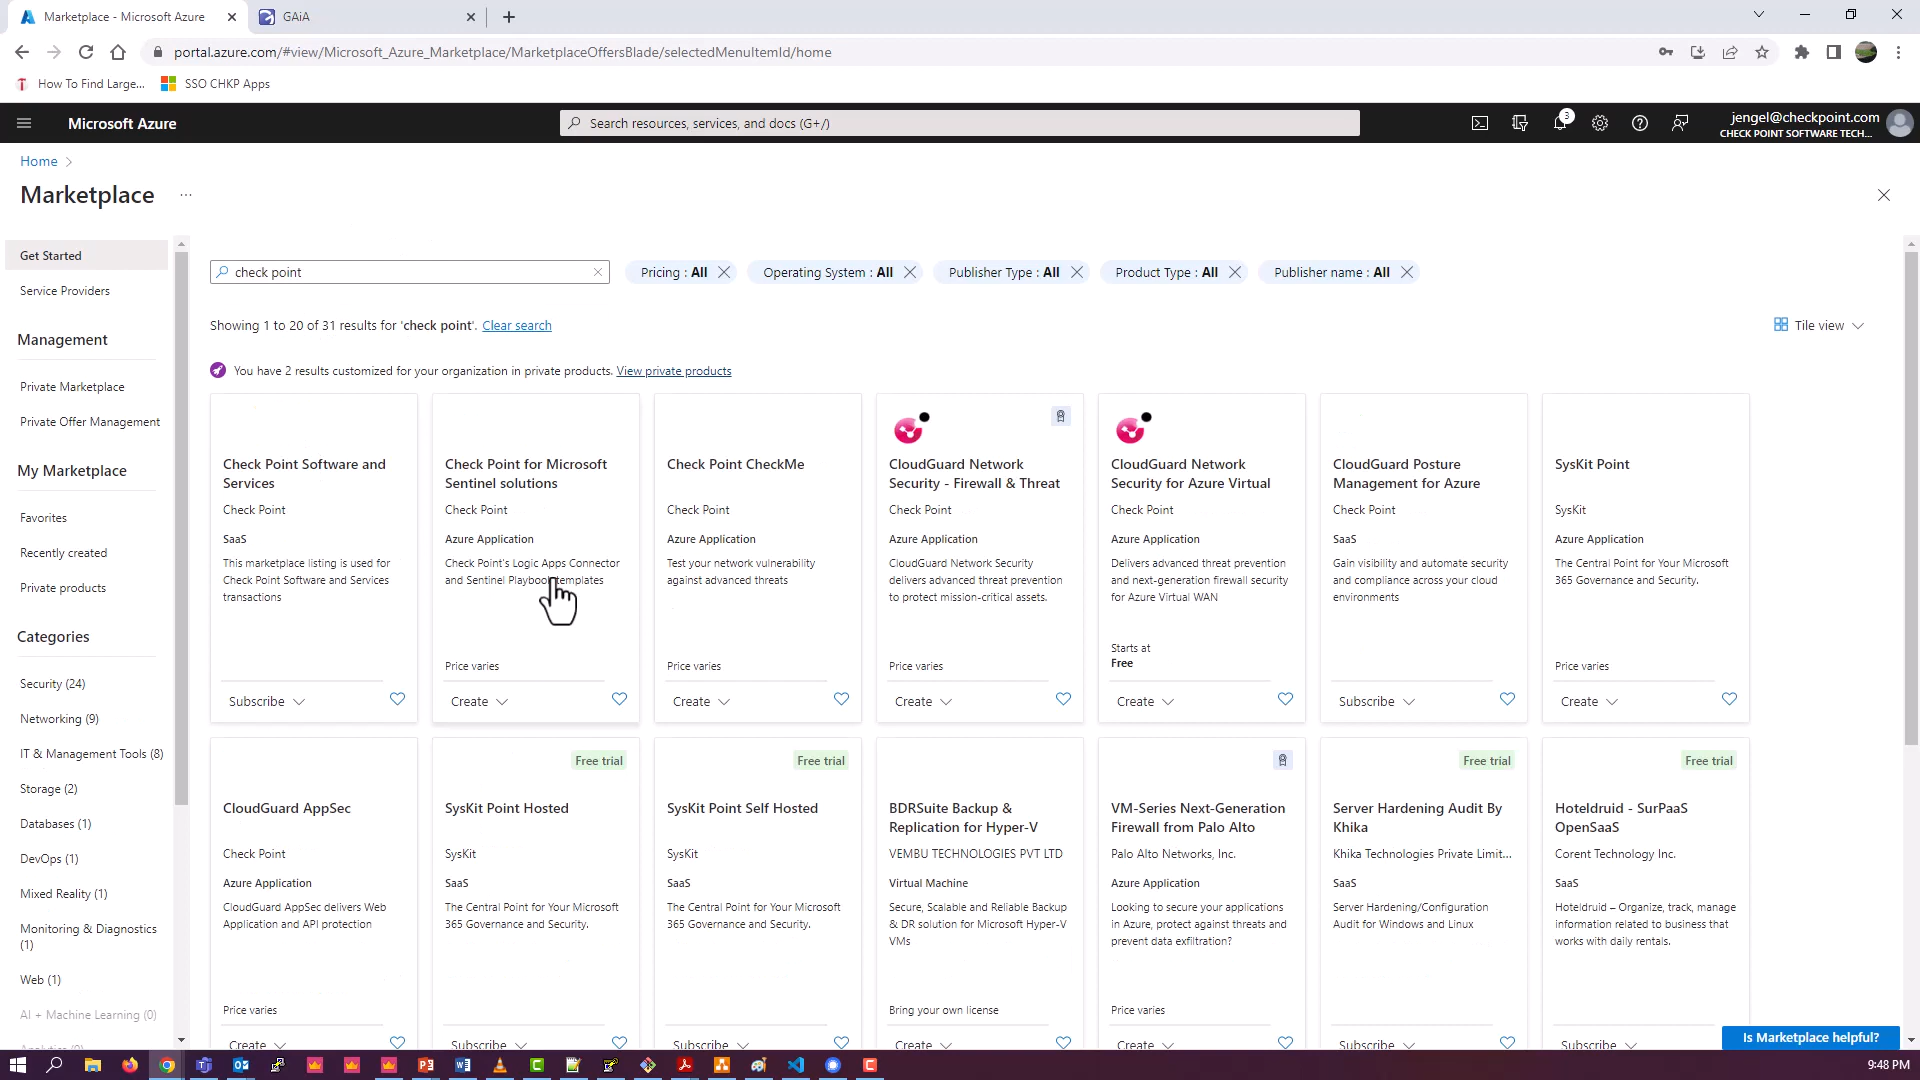 Marketplace - Microsoft Azure
GAiA
portal.azure.com/#view/Microsoft_Azure_Marketplace/MarketplaceOffersBlade/selectedMenuItemId/home
How To Find Large...
SSO CHKP Apps
Microsoft Azure
Search resources, services, and docs (G+/)
3
jengel@checkpoint.com
CHECK POINT SOFTWARE TECH...
Home
Marketplace
...
Get Started
Service Providers
Management
Private Marketplace
Private Offer Management
My Marketplace
Favorites
Recently created
Private products
Categories
Security (24)
Networking (9)
IT & Management Tools (8)
Storage (2)
Databases (1)
DevOps (1)
Mixed Reality (1)
Monitoring & Diagnostics
(1)
Web (1)
AI + Machine Learning (0)
check point
Pricing : All
Operating System : All
Publisher Type : All
Product Type : All
Publisher name : All
Showing 1 to 20 of 31 results for 'check point'. Clear search
Tile view
You have 2 results customized for your organization in private products. View private products
Check Point Software and
Services
Check Point
SaaS
This marketplace listing is used for
Check Point Software and Services
transactions
Subscribe
Check Point for Microsoft
Sentinel solutions
Check Point
Azure Application
Check Point's Logic Apps Connector
and Sentinel Playbook templates
Price varies
Create
Check Point CheckMe
Check Point
Azure Application
Test your network vulnerability
against advanced threats
Price varies
Create
CloudGuard Network
Security - Firewall & Threat
Check Point
Azure Application
CloudGuard Network Security
delivers advanced threat prevention
to protect mission-critical assets.
Price varies
Create
CloudGuard Network
Security for Azure Virtual
Check Point
Azure Application
Delivers advanced threat prevention
and next-generation firewall security
for Azure Virtual WAN
Starts at
Free
Create
CloudGuard Posture
Management for Azure
Check Point
SaaS
Gain visibility and automate security
and compliance across your cloud
environments
Subscribe
SysKit Point
SysKit
Azure Application
The Central Point for Your Microsoft
365 Governance and Security.
Price varies
Create
CloudGuard AppSec
Check Point
Azure Application
CloudGuard AppSec delivers Web
Application and API protection
Price varies
Create
Free trial
SysKit Point Hosted
SysKit
SaaS
The Central Point for Your Microsoft
365 Governance and Security.
Subscribe
Free trial
SysKit Point Self Hosted
SysKit
SaaS
The Central Point for Your Microsoft
365 Governance and Security.
Subscribe
BDRSuite Backup &
Replication for Hyper-V
VEMBU TECHNOLOGIES PVT LTD
Virtual Machine
Secure, Scalable and Reliable Backup
& DR solution for Microsoft Hyper-V
VMs
Bring your own license
Create
VM-Series Next-Generation
Firewall from Palo Alto
Palo Alto Networks, Inc.
Azure Application
Looking to secure your applications
in Azure, protect against threats and
prevent data exfiltration?
Price varies
Create
Free trial
Server Hardening Audit By
Khika
Khika Technologies Private Limit...
SaaS
Server Hardening/Configuration
Audit for Windows and Linux
Subscribe
Free trial
Hoteldruid - SurPaaS
OpenSaaS
Corent Technology Inc.
SaaS
Hoteldruid – Organize, track, manage
information related to business that
works with daily rentals.
Subscribe
Is Marketplace helpful?
9:48 PM